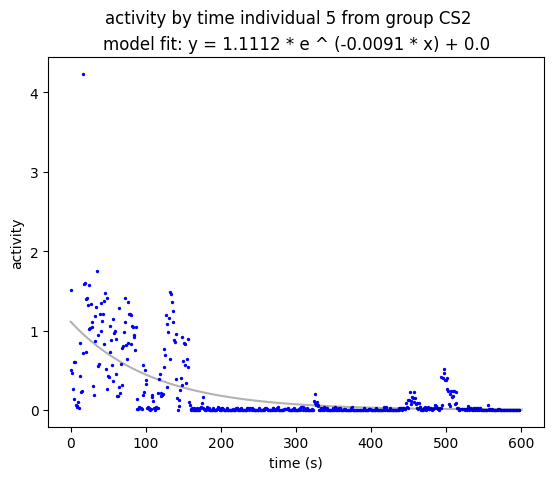 activity by time individual 5 from group CS2
model fit: y = 1.1112 * e ^ (-0.0091 * x) + 0.0
4
3
2
1
0
activity
0 100 200 300 400 500 600
time (s)